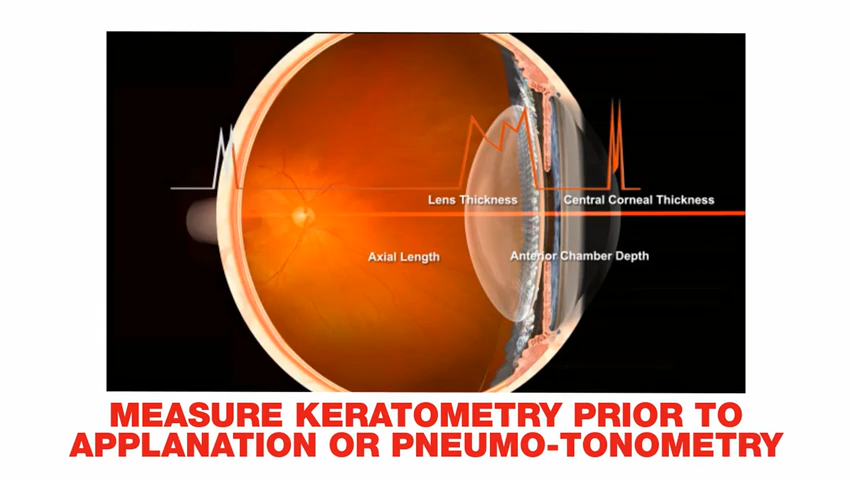 Lens Thickness
Central Corneal Thickness
Axial Length
Anterior Chamber Depth
MEASURE KERATOMETRY PRIOR TO
APPLANATION OR PNEUMO-TONOMETRY